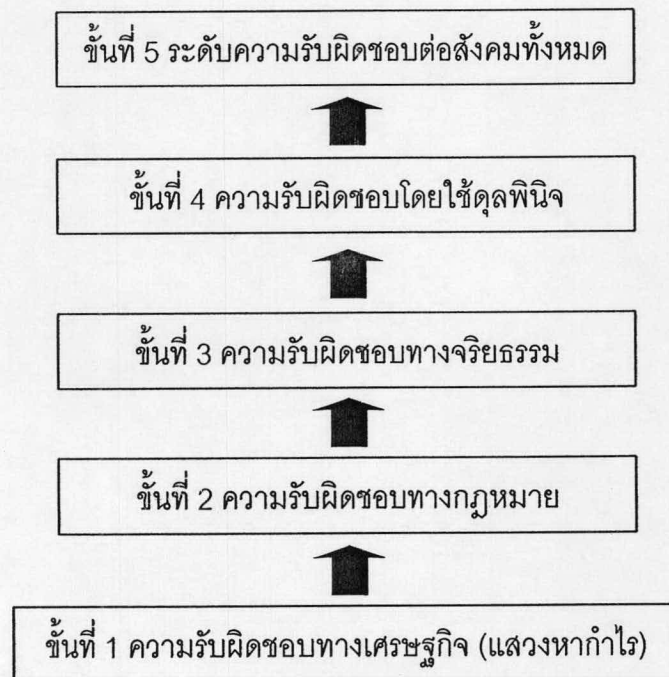 ขั้นที่ 5 ระดับความรับผิดชอบต่อสังคมทั้งหมด
ขั้นที่ 4 ความรับผิดชอบโดยใช้ดุลพินิจ
ขั้นที่ 3 ความรับผิดชอบทางจริยธรรม
ขั้นที่ 2 ความรับผิดชอบทางกฎหมาย
ขั้นที่ 1 ความรับผิดชอบทางเศรษฐกิจ (แสวงหากำไร)